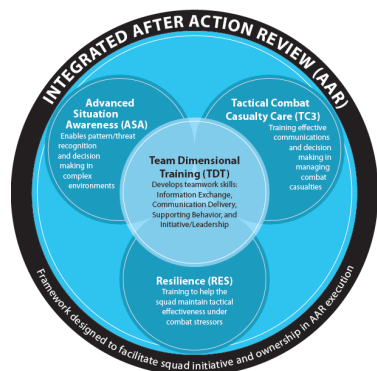 INTEGRATED AFTER ACTION REVIEW (AAR)
Advanced
Situation
Awareness (ASA)
Enables pattern/threat
recognition
and decision
making in
complex
environments
Tactical Combat
Casualty Care (TC3)
Training effective
communications
and decision
making in
managing
combat
casualties
Team Dimensional
Training (TDT)
Develops teamwork skills:
Information Exchange,
Communication Delivery,
Supporting Behavior, and
Initiative/Leadership
Resilience (RES)
Training to help the
squad maintain tactical
effectiveness under
combat stressors
Framework designed to facilitate squad initiative and ownership in AAR execution